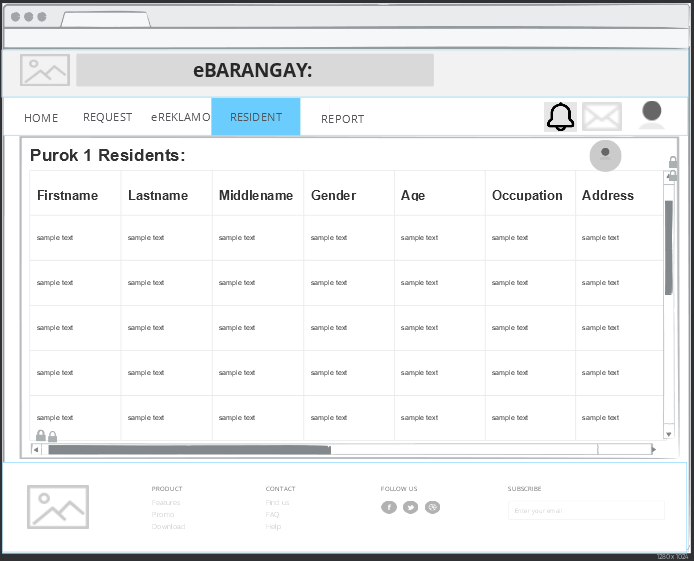 eBARANGAY:
HOME REQUEST eREKLAMO RESIDENT REPORT
Purok 1 Residents:
Firstname Lastname Middlename Gender Age Occupation Address
sample text sample text sample text sample text sample text sample text sample text
sample text sample text sample text sample text sample text sample text sample text
sample text sample text sample text sample text sample text sample text sample text
sample text sample text sample text sample text sample text sample text sample text
sample text sample text sample text sample text sample text sample text sample text
PRODUCT CONTACT FOLLOW US SUBSCRIBE
Features Find us Enter your email
Promo FAQ
Download Help
1280 x 1024